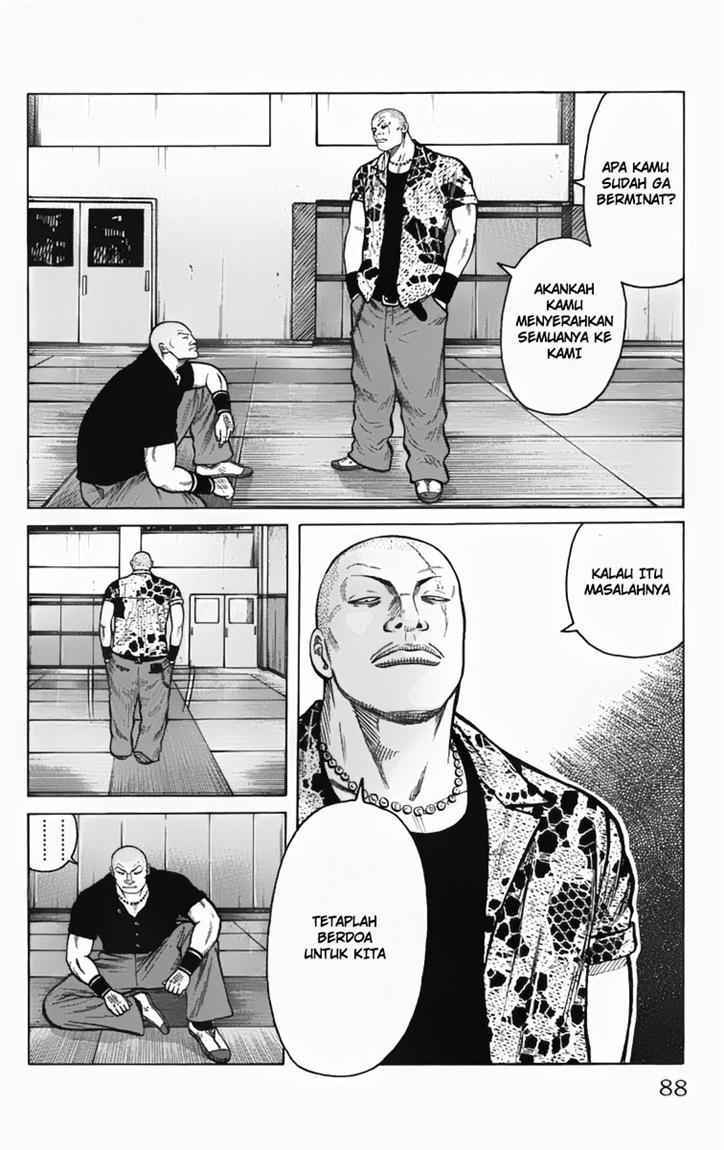 APA KAMU
SUDAH GA
BERMINAT?
AKANKAH
KAMU
MENYERAHKAN
SEMUANYA KE
KAMI
KALAU ITU
MASALAHNYA
TETAPLAH
BERDOA
UNTUK KITA
88